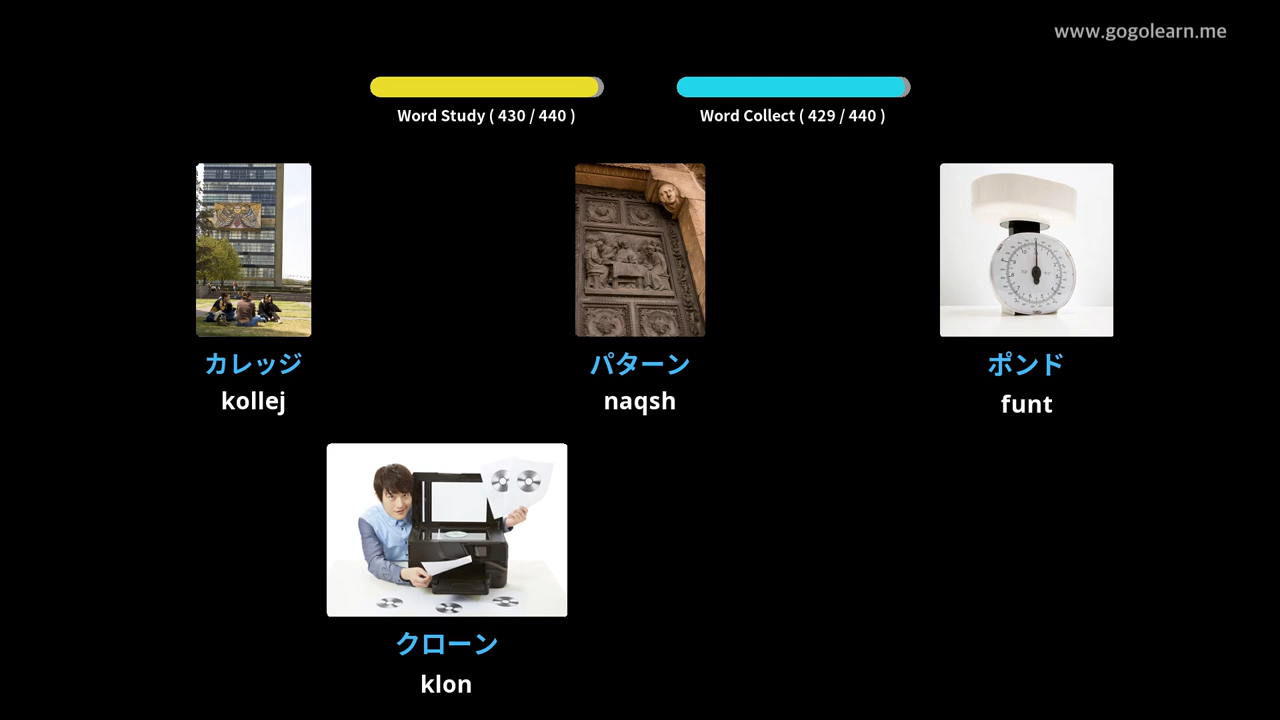 www.gogolearn.me
Word Study ( 430 / 440 )
Word Collect ( 429 / 440 )
カレッジ
kollej
パターン
naqsh
ポンド
funt
クローン
klon